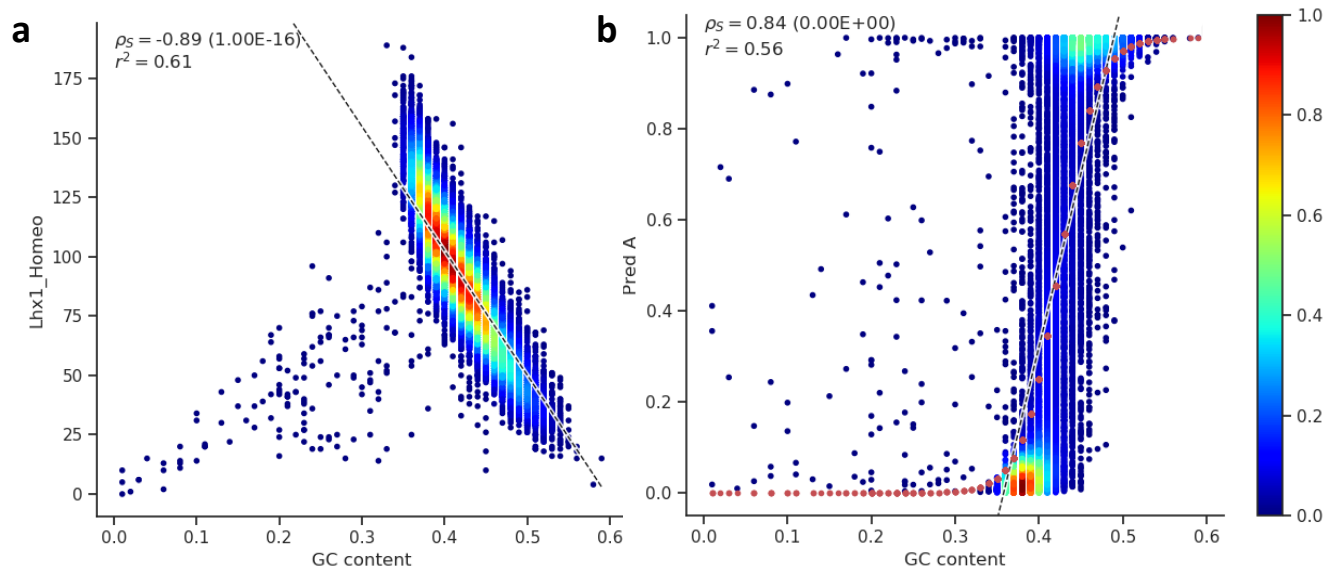 a
ρS = -0.89 (1.00E-16)
r² = 0.61
175
150
125
100
75
50
25
0
Lhx1_Homeo
0.0 0.1 0.2 0.3 0.4 0.5 0.6
GC content
b
ρS = 0.84 (0.00E+00)
r² = 0.56
1.0
0.8
0.6
0.4
0.2
0.0
Pred A
0.0 0.1 0.2 0.3 0.4 0.5 0.6
GC content
1.0
0.8
0.6
0.4
0.2
0.0